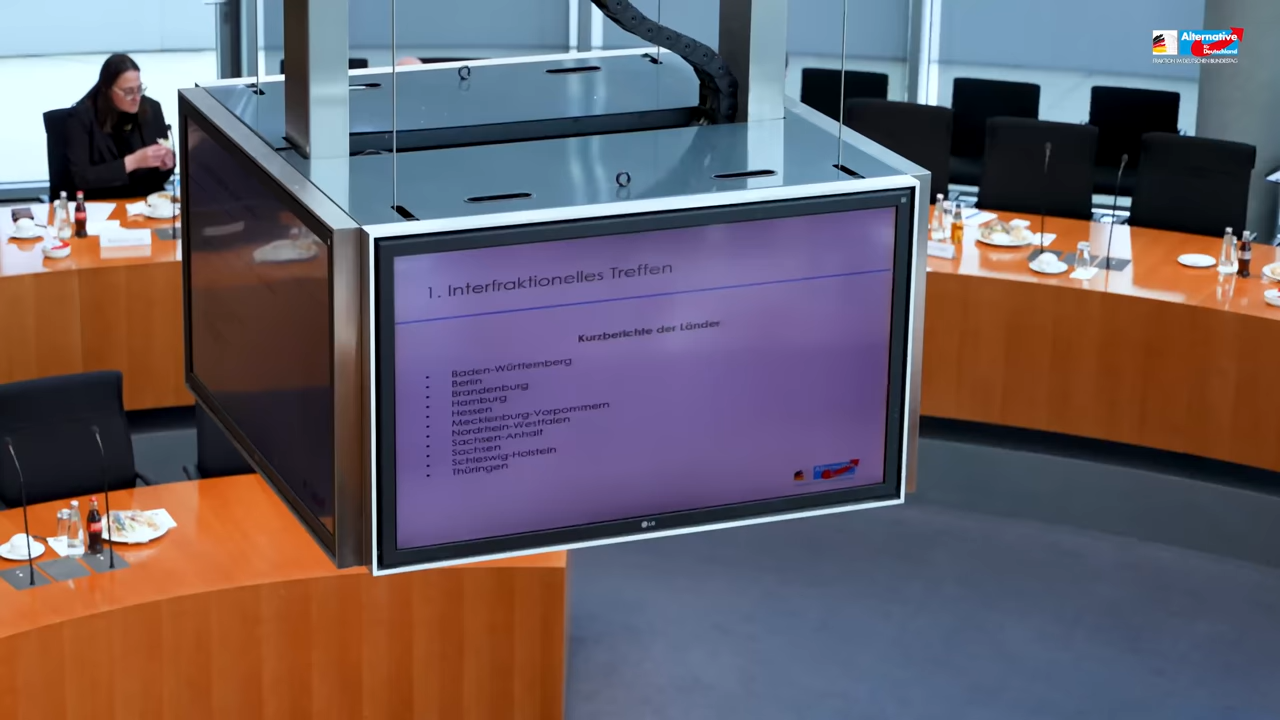 Alternative
für
Deutschland
FRAKTION IM DEUTSCHEN BUNDESTAG
1. Interfraktionelles Treffen
Kurzberichte der Länder
• Baden-Württemberg
• Berlin
• Brandenburg
• Hamburg
• Hessen
• Mecklenburg-Vorpommern
• Nordrhein-Westfalen
• Sachsen-Anhalt
• Sachsen
• Schleswig-Holstein
• Thüringen
Alternative
LG